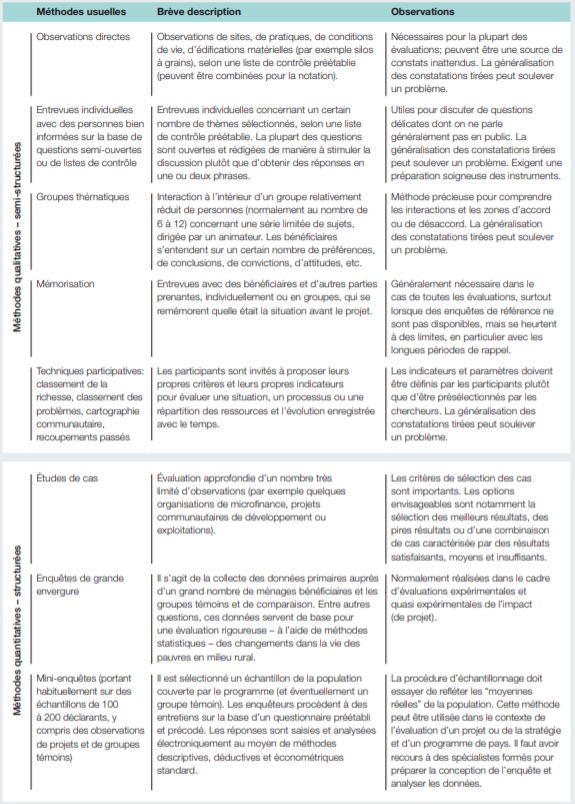 Méthodes usuelles
Brève description
Observations
Méthodes qualitatives – semi-structurées
Observations directes
Observations de sites, de pratiques, de conditions
de vie, d'édifications matérielles (par exemple silos
à grains), selon une liste de contrôle préétablie
(peuvent être combinées pour la notation).
Nécessaires pour la plupart des
évaluations; peuvent être une source de
constats inattendus. La généralisation
des constatations tirées peut soulever
un problème.
Entrevues individuelles
avec des personnes bien
informées sur la base de
questions semi-ouvertes
ou de listes de contrôle
Entrevues individuelles concernant un certain
nombre de thèmes sélectionnés, selon une liste
de contrôle préétablie. La plupart des questions
sont ouvertes et rédigées de manière à stimuler la
discussion plutôt que d'obtenir des réponses en
une ou deux phrases.
Utiles pour discuter de questions
délicates dont on ne parle
généralement pas en public. La
généralisation des constatations tirées
peut soulever un problème. Exigent une
préparation soigneuse des instruments.
Groupes thématiques
Interaction à l'intérieur d'un groupe relativement
réduit de personnes (normalement au nombre de
6 à 12) concernant une série limitée de sujets,
dirigée par un animateur. Les bénéficiaires
s'entendent sur un certain nombre de préférences,
de conclusions, de convictions, d'attitudes, etc.
Méthode précieuse pour comprendre
les interactions et les zones d'accord
ou de désaccord. La généralisation
des constatations tirées peut soulever
un problème.
Mémorisation
Entrevues avec des bénéficiaires et d'autres parties
prenantes, individuellement ou en groupes, qui se
remémorent quelle était la situation avant le projet.
Généralement nécessaire dans le
cas de toutes les évaluations, surtout
lorsque des enquêtes de référence ne
sont pas disponibles, mais se heurtent
à des limites, en particulier avec les
longues périodes de rappel.
Techniques participatives:
classement de la
richesse, classement des
problèmes, cartographie
communautaire,
recoupements passés
Les participants sont invités à proposer leurs
propres critères et leurs propres indicateurs
pour évaluer une situation, un processus ou une
répartition des ressources et l'évolution enregistrée
avec le temps.
Les indicateurs et paramètres doivent
être définis par les participants plutôt
que d'être présélectionnés par les
chercheurs. La généralisation des
constatations tirées peut soulever
un problème.
Méthodes quantitatives – structurées
Études de cas
Évaluation approfondie d'un nombre très
limité d'observations (par exemple quelques
organisations de microfinance, projets
communautaires de développement ou
exploitations).
Les critères de sélection des cas
sont importants. Les options
envisageables sont notamment la
sélection des meilleurs résultats, des
pires résultats ou d'une combinaison
de cas caractérisée par des résultats
satisfaisants, moyens et insuffisants.
Enquêtes de grande
envergure
Il s'agit de la collecte des données primaires auprès
d'un grand nombre de ménages bénéficiaires et les
groupes témoins et de comparaison. Entre autres
questions, ces données servent de base pour
une évaluation rigoureuse – à l'aide de méthodes
statistiques – des changements dans la vie des
pauvres en milieu rural.
Normalement réalisées dans le cadre
d'évaluations expérimentales et
quasi expérimentales de l'impact
(de projet).
Mini-enquêtes (portant
habituellement sur des
échantillons de 100
à 200 déclarants, y
compris des observations
de projets et de groupes
témoins)
Il est sélectionné un échantillon de la population
couverte par le programme (et éventuellement un
groupe témoin). Les enquêteurs procèdent à des
entretiens sur la base d'un questionnaire préétabli
et précodé. Les réponses sont saisies et analysées
électroniquement au moyen de méthodes
descriptives, déductives et économétriques
standard.
La procédure d'échantillonnage doit
essayer de refléter les "moyennes
réelles" de la population. Cette méthode
peut être utilisée dans le contexte de
l'évaluation d'un projet ou de la stratégie
et d'un programme de pays. Il faut avoir
recours à des spécialistes formés pour
préparer la conception de l'enquête et
analyser les données.